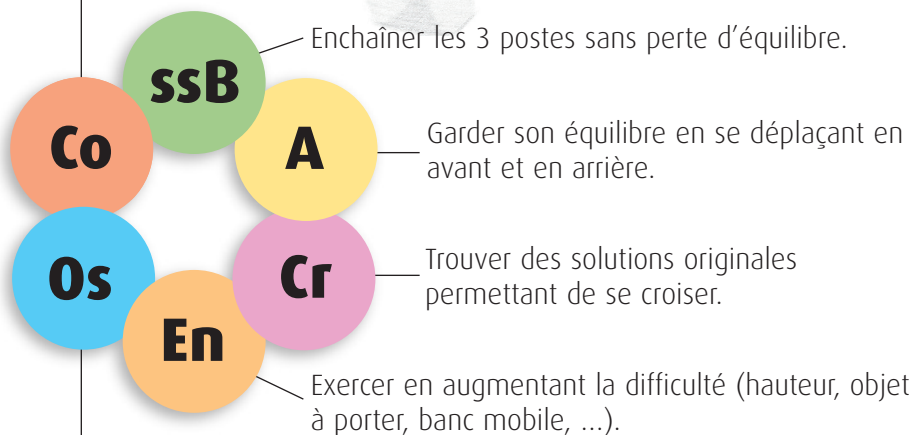 ssB
Enchaîner les 3 postes sans perte d’équilibre.
Co
A
Garder son équilibre en se déplaçant en
avant et en arrière.
Os
Cr
Trouver des solutions originales
permettant de se croiser.
En
Exercer en augmentant la difficulté (hauteur, objet
à porter, banc mobile, ...).